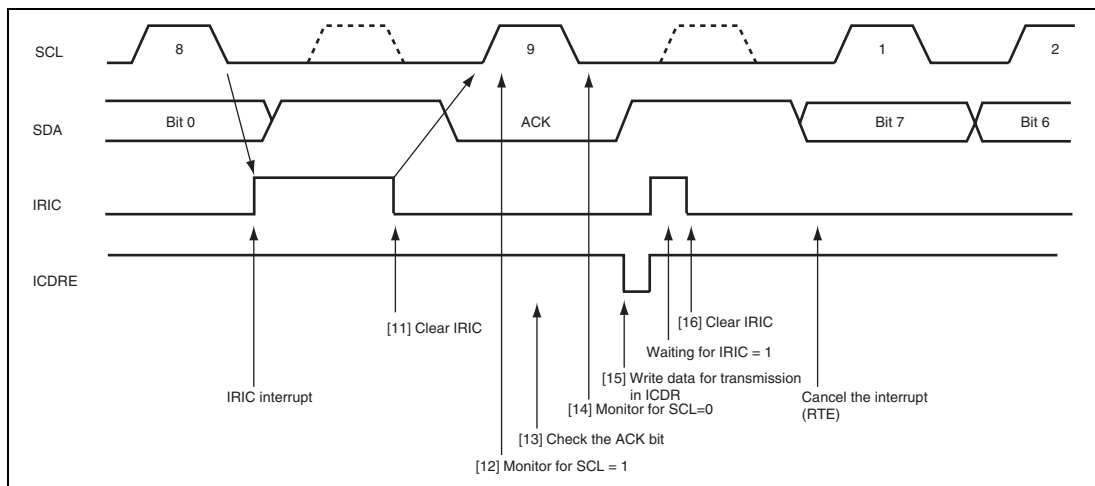 SCL 8 9 1 2
SDA Bit 0 ACK Bit 7 Bit 6
IRIC
ICDRE
[11] Clear IRIC
[16] Clear IRIC
Waiting for IRIC = 1
[15] Write data for transmission
in ICDR
IRIC interrupt
Cancel the interrupt
(RTE)
[14] Monitor for SCL=0
[13] Check the ACK bit
[12] Monitor for SCL = 1